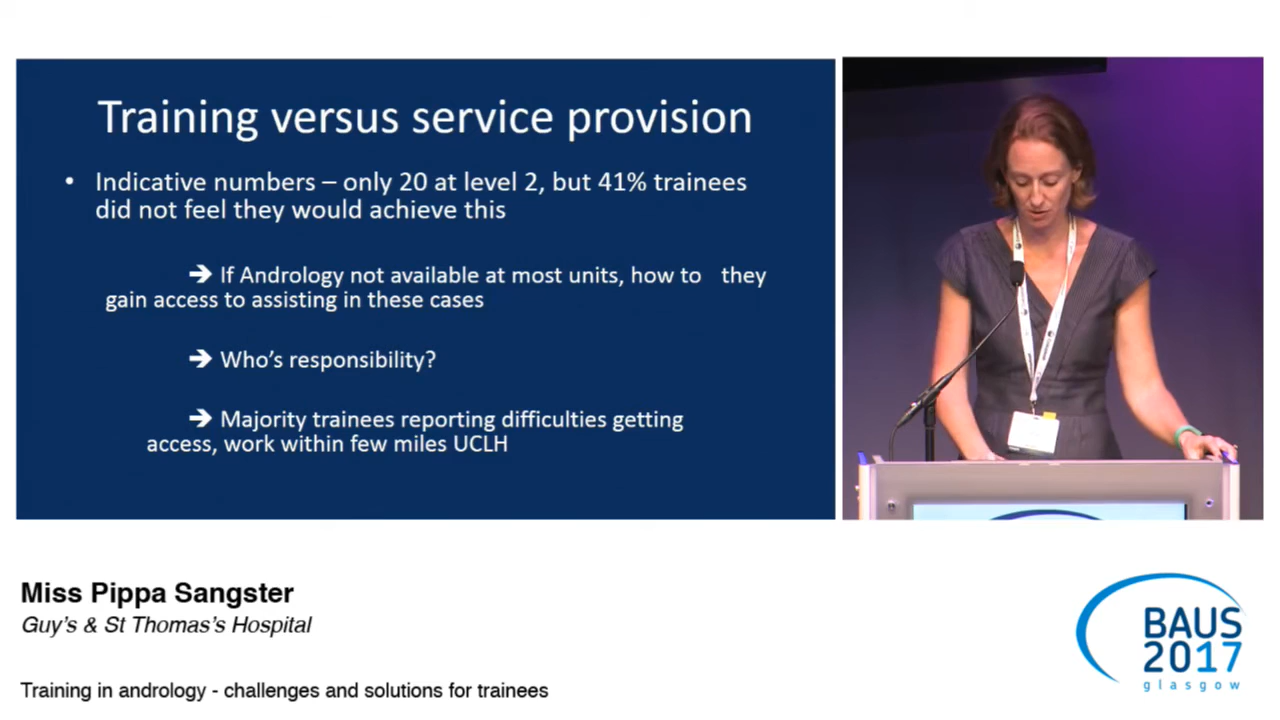 Training versus service provision
• Indicative numbers – only 20 at level 2, but 41% trainees
did not feel they would achieve this
➔ If Andrology not available at most units, how to they
gain access to assisting in these cases
➔ Who's responsibility?
➔ Majority trainees reporting difficulties getting
access, work within few miles UCLH
Miss Pippa Sangster
Guy's & St Thomas's Hospital
Training in andrology - challenges and solutions for trainees
BAUS
2017
glasgow